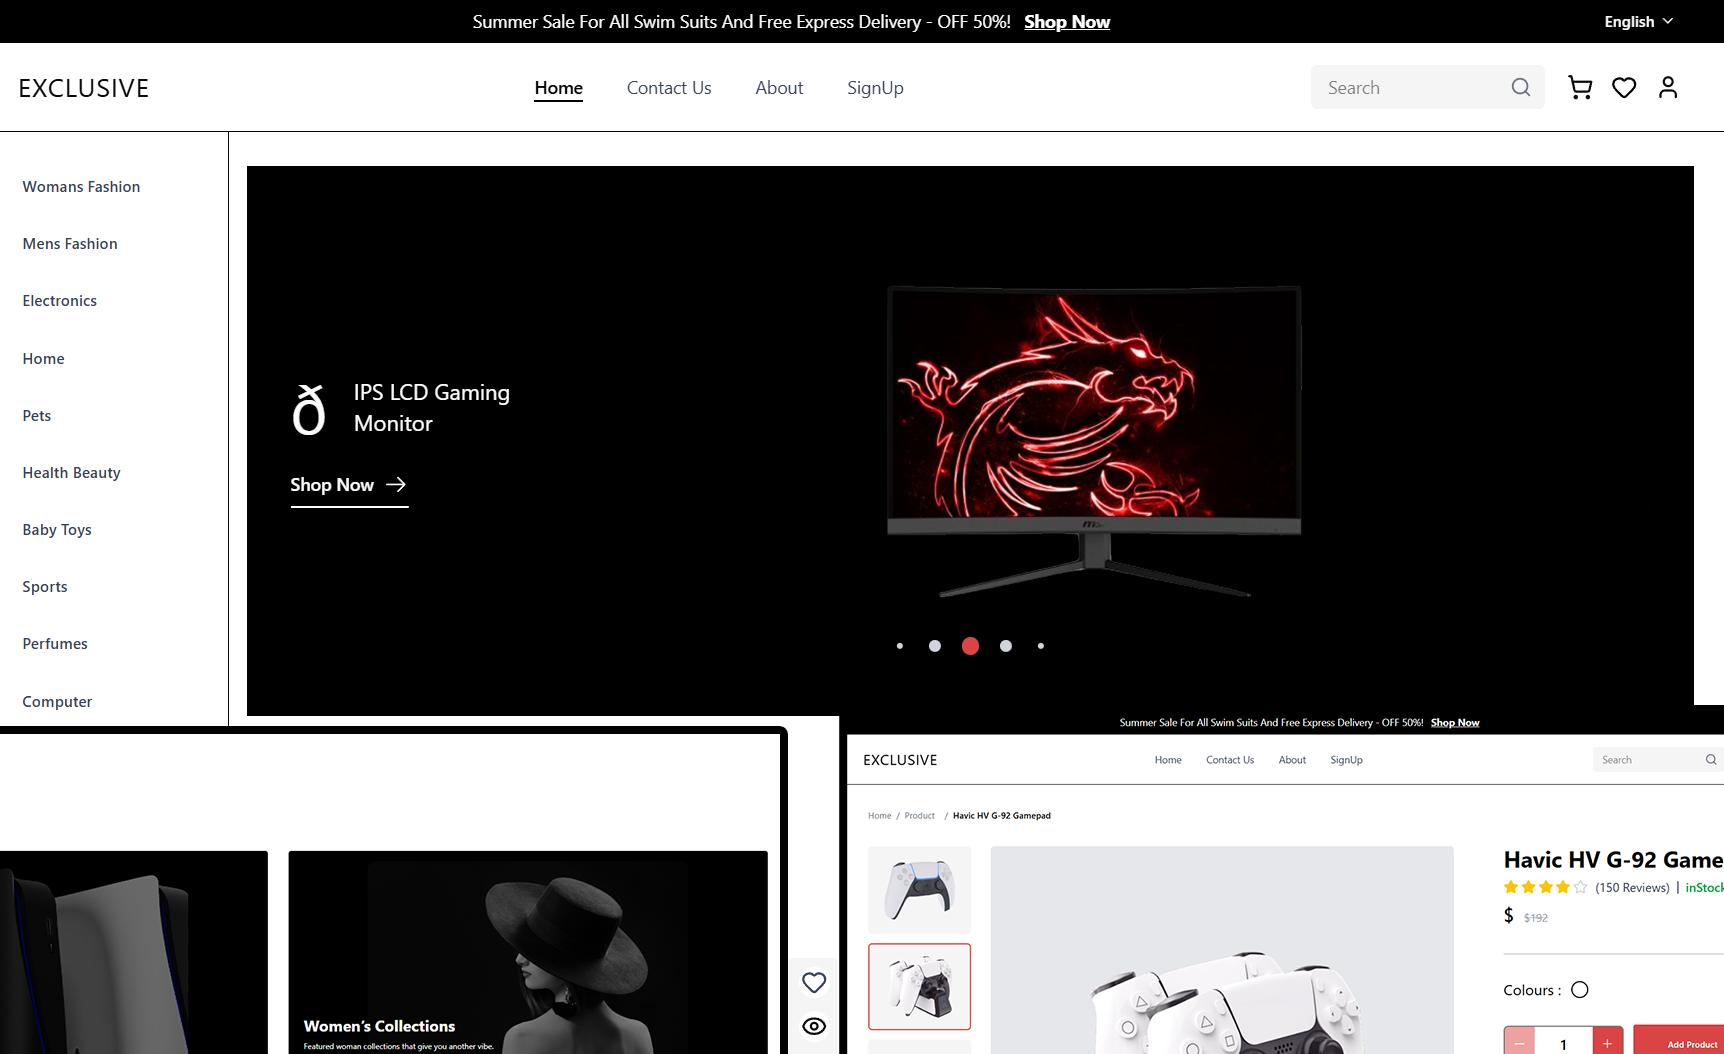 Summer Sale For All Swim Suits And Free Express Delivery - OFF 50%! Shop Now
English
EXCLUSIVE
Home Contact Us About SignUp
Search
Womans Fashion
Mens Fashion
Electronics
Home
Pets
Health Beauty
Baby Toys
Sports
Perfumes
Computer
ð
IPS LCD Gaming
Monitor
Shop Now
Women's Collections
Featured woman collections that give you another vibe.
Summer Sale For All Swim Suits And Free Express Delivery - OFF 50%! Shop Now
EXCLUSIVE
Home Contact Us About SignUp
Search
Home / Product / Havic HV G-92 Gamepad
Havic HV G-92 Game
(150 Reviews) | inStock
$ $192
Colours :
− 1 +
Add Product